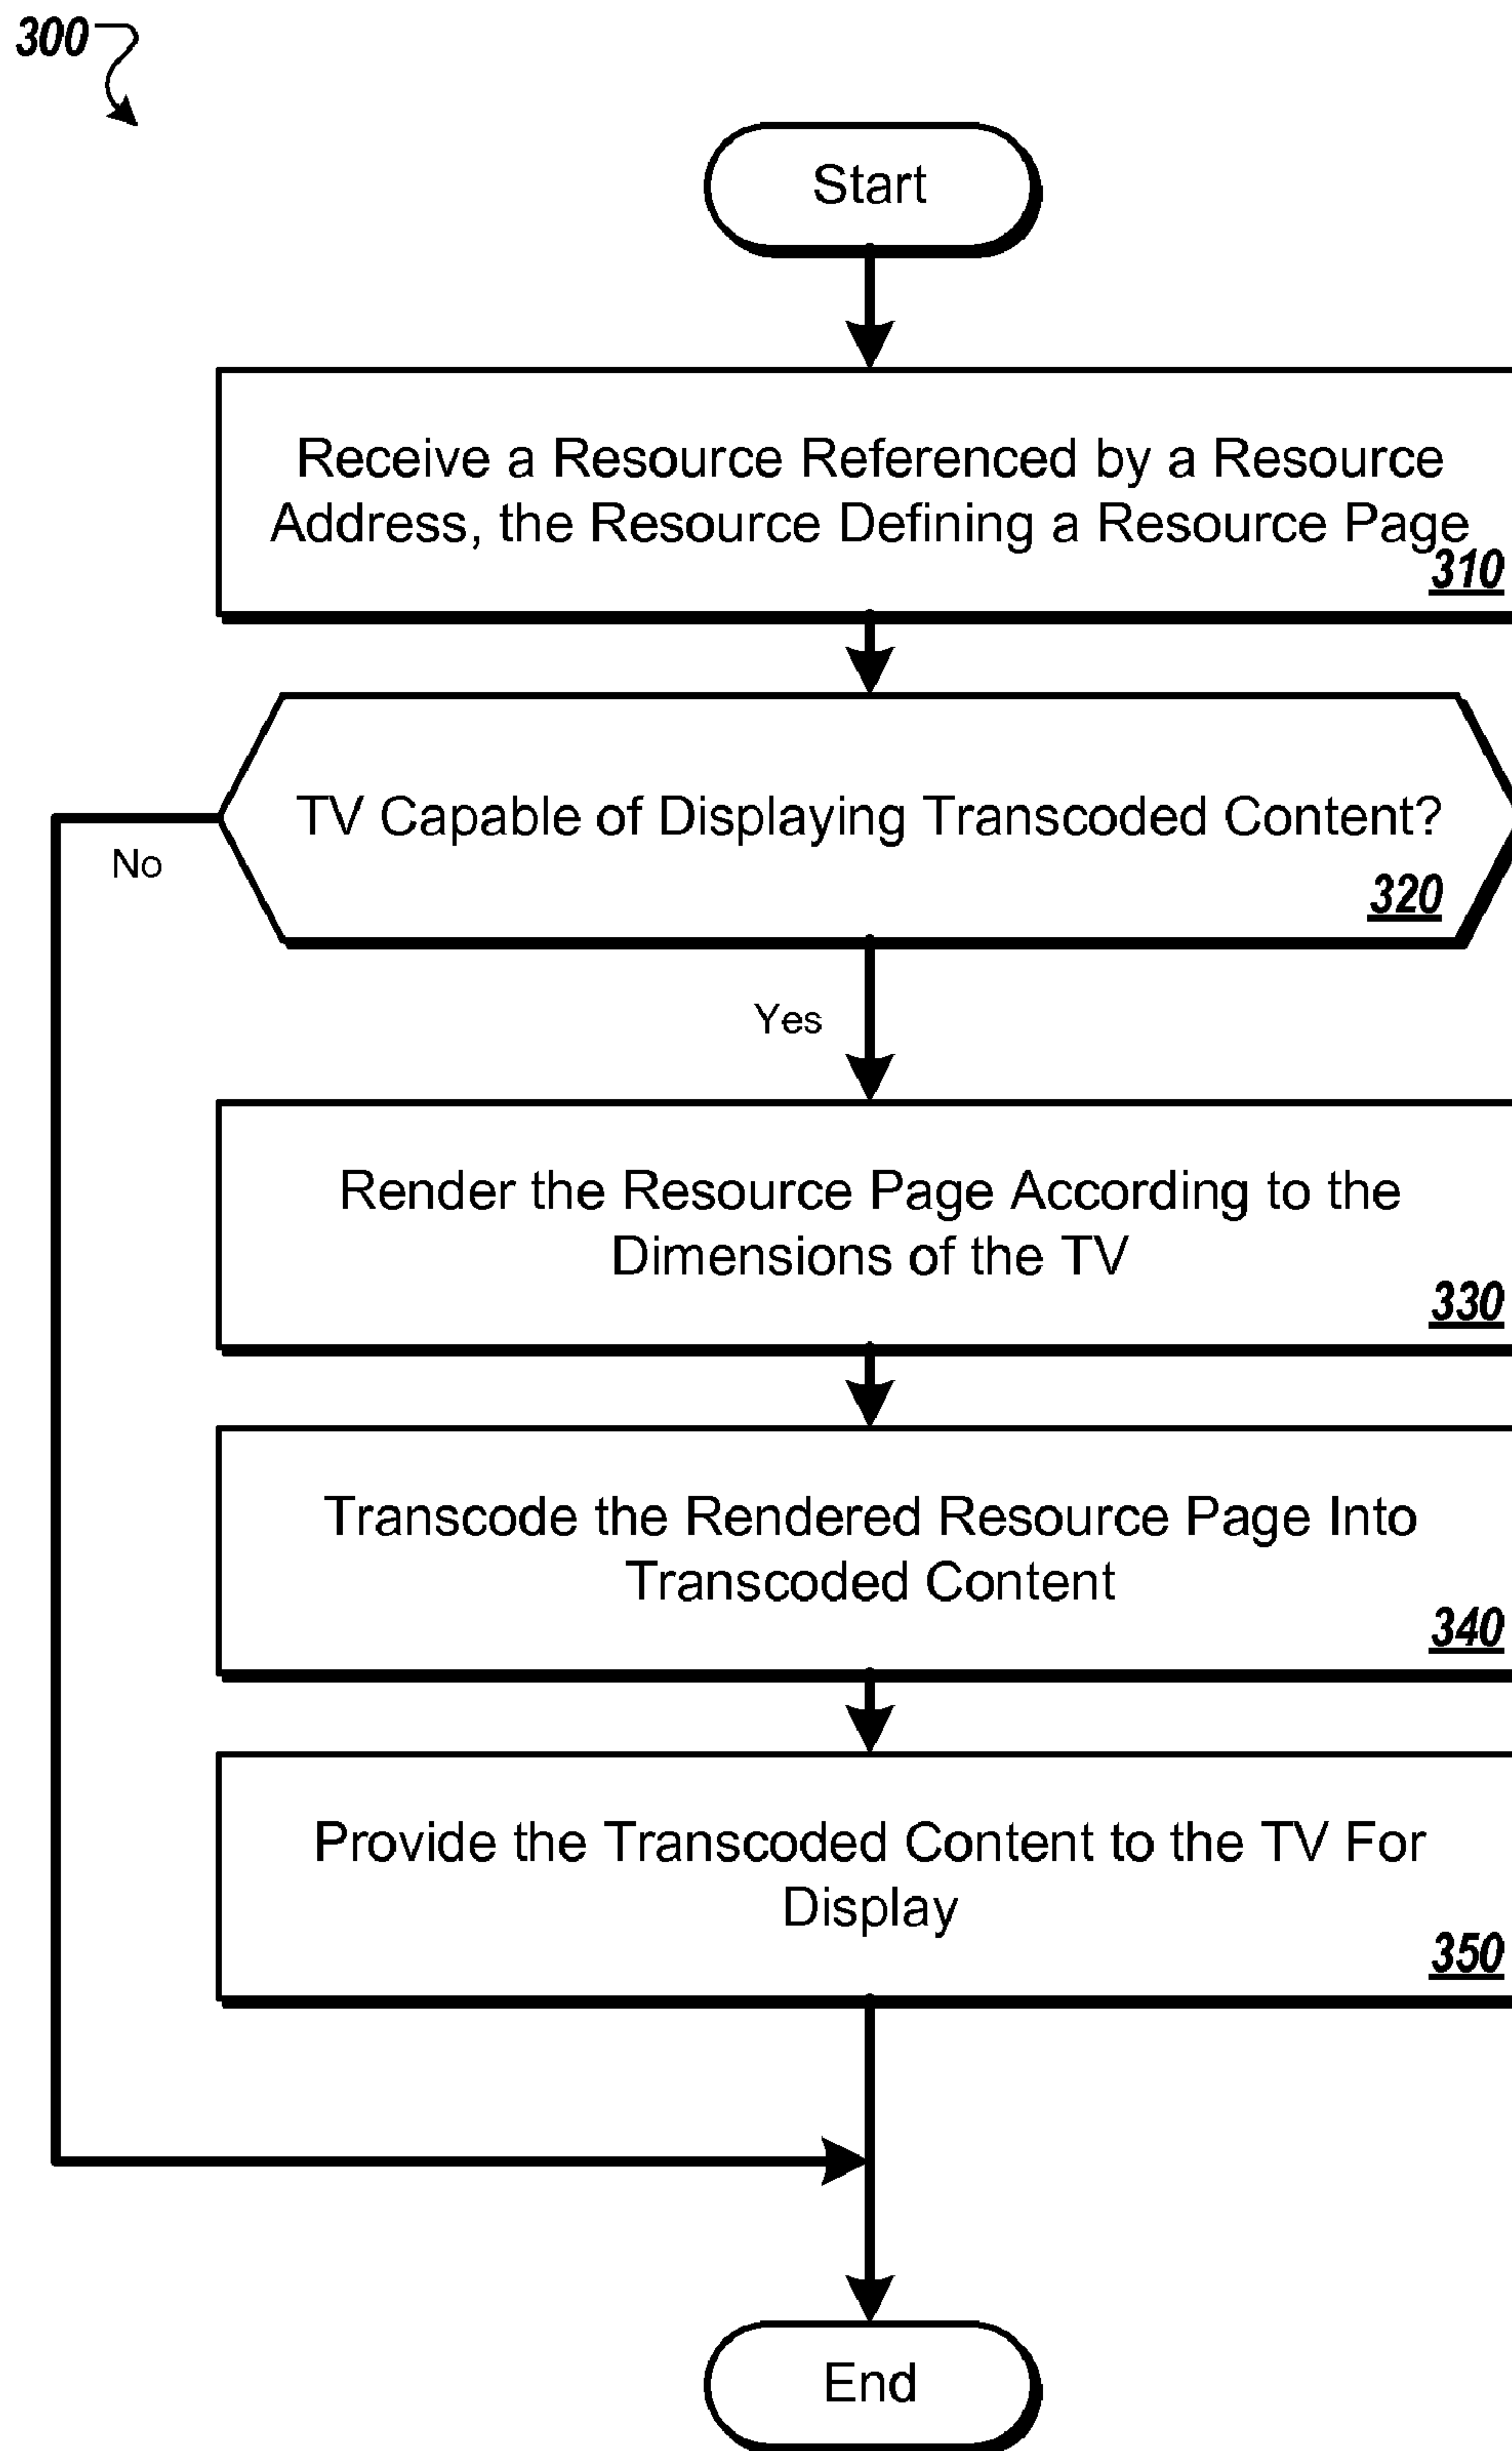 300
Start
Receive a Resource Referenced by a Resource
Address, the Resource Defining a Resource Page
310
TV Capable of Displaying Transcoded Content?
320
No
Yes
Render the Resource Page According to the
Dimensions of the TV
330
Transcode the Rendered Resource Page Into
Transcoded Content
340
Provide the Transcoded Content to the TV For
Display
350
End